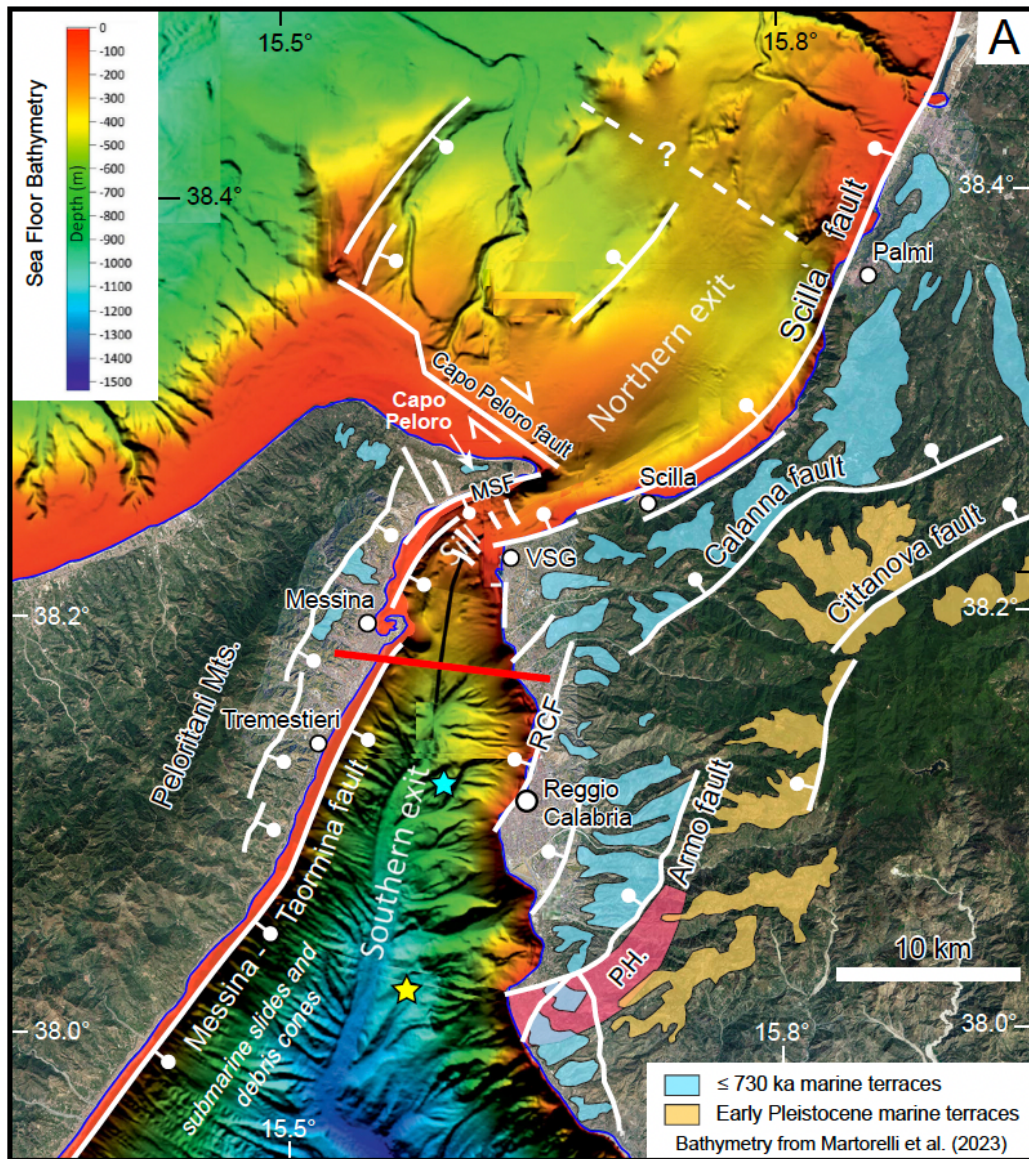 A
Sea Floor Bathymetry
Depth (m)
0
-100
-200
-300
-400
-500
-600
-700
-800
-900
-1000
-1100
-1200
-1300
-1400
-1500
15.5°
15.8°
38.4°
38.4°
?
Scilla fault
Palmi
Northern exit
Capo Peloro fault
Capo
Peloro
MSF
Scilla
Sill
VSG
Calanna fault
Cittanova fault
38.2°
38.2°
Messina
Peloritani Mts.
Tremestieri
RCF
Reggio
Calabria
Southern exit
Messina - Taormina fault
Armo fault
P.H.
submarine slides and
debris cones
10 km
38.0°
38.0°
15.5°
15.8°
≤ 730 ka marine terraces
Early Pleistocene marine terraces
Bathymetry from Martorelli et al. (2023)